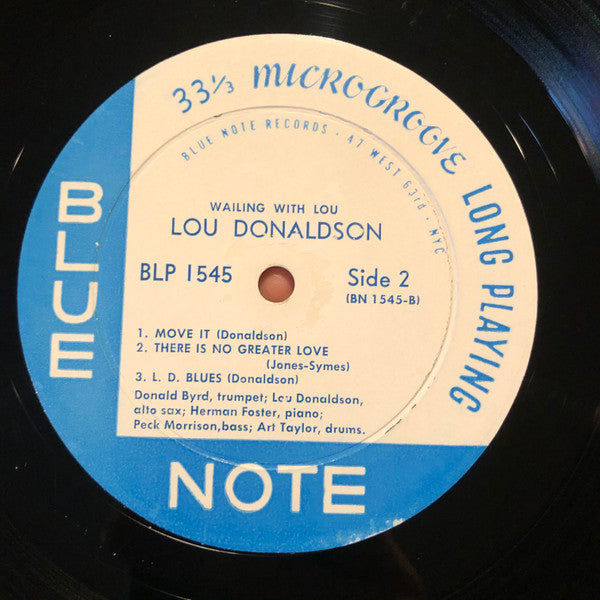 33⅓ MICROGROOVE LONG PLAYING
BLUE NOTE RECORDS · 47 WEST 63rd · NYC
BLUE
WAILING WITH LOU
LOU DONALDSON
BLP 1545 Side 2
(BN 1545-B)
1. MOVE IT (Donaldson)
2. THERE IS NO GREATER LOVE
(Jones-Symes)
3. L. D. BLUES (Donaldson)
Donald Byrd, trumpet; Lou Donaldson,
alto sax; Herman Foster, piano;
Peck Morrison, bass; Art Taylor, drums.
NOTE